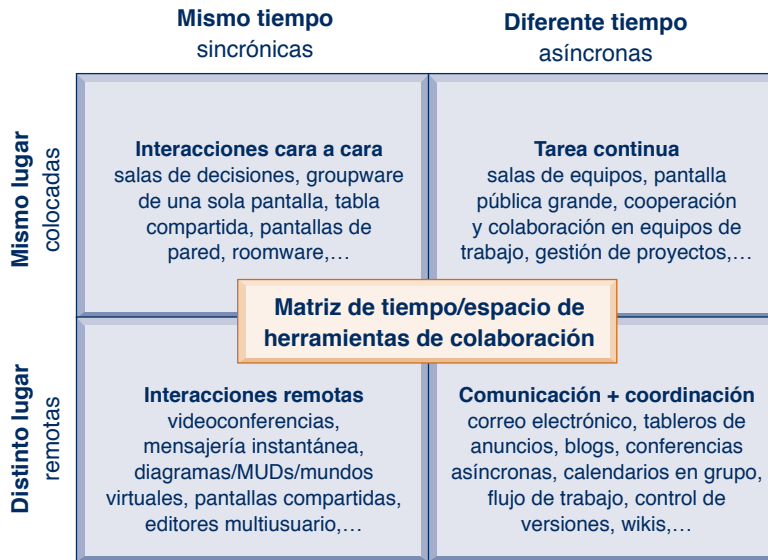 Mismo tiempo
sincrónicas
Diferente tiempo
asíncronas
Mismo lugar
colocadas
Interacciones cara a cara
salas de decisiones, groupware
de una sola pantalla, tabla
compartida, pantallas de
pared, roomware,…
Tarea continua
salas de equipos, pantalla
pública grande, cooperación
y colaboración en equipos de
trabajo, gestión de proyectos,…
Matriz de tiempo/espacio de
herramientas de colaboración
Distinto lugar
remotas
Interacciones remotas
videoconferencias,
mensajería instantánea,
diagramas/MUDs/mundos
virtuales, pantallas compartidas,
editores multiusuario,…
Comunicación + coordinación
correo electrónico, tableros de
anuncios, blogs, conferencias
asíncronas, calendarios en grupo,
flujo de trabajo, control de
versiones, wikis,…